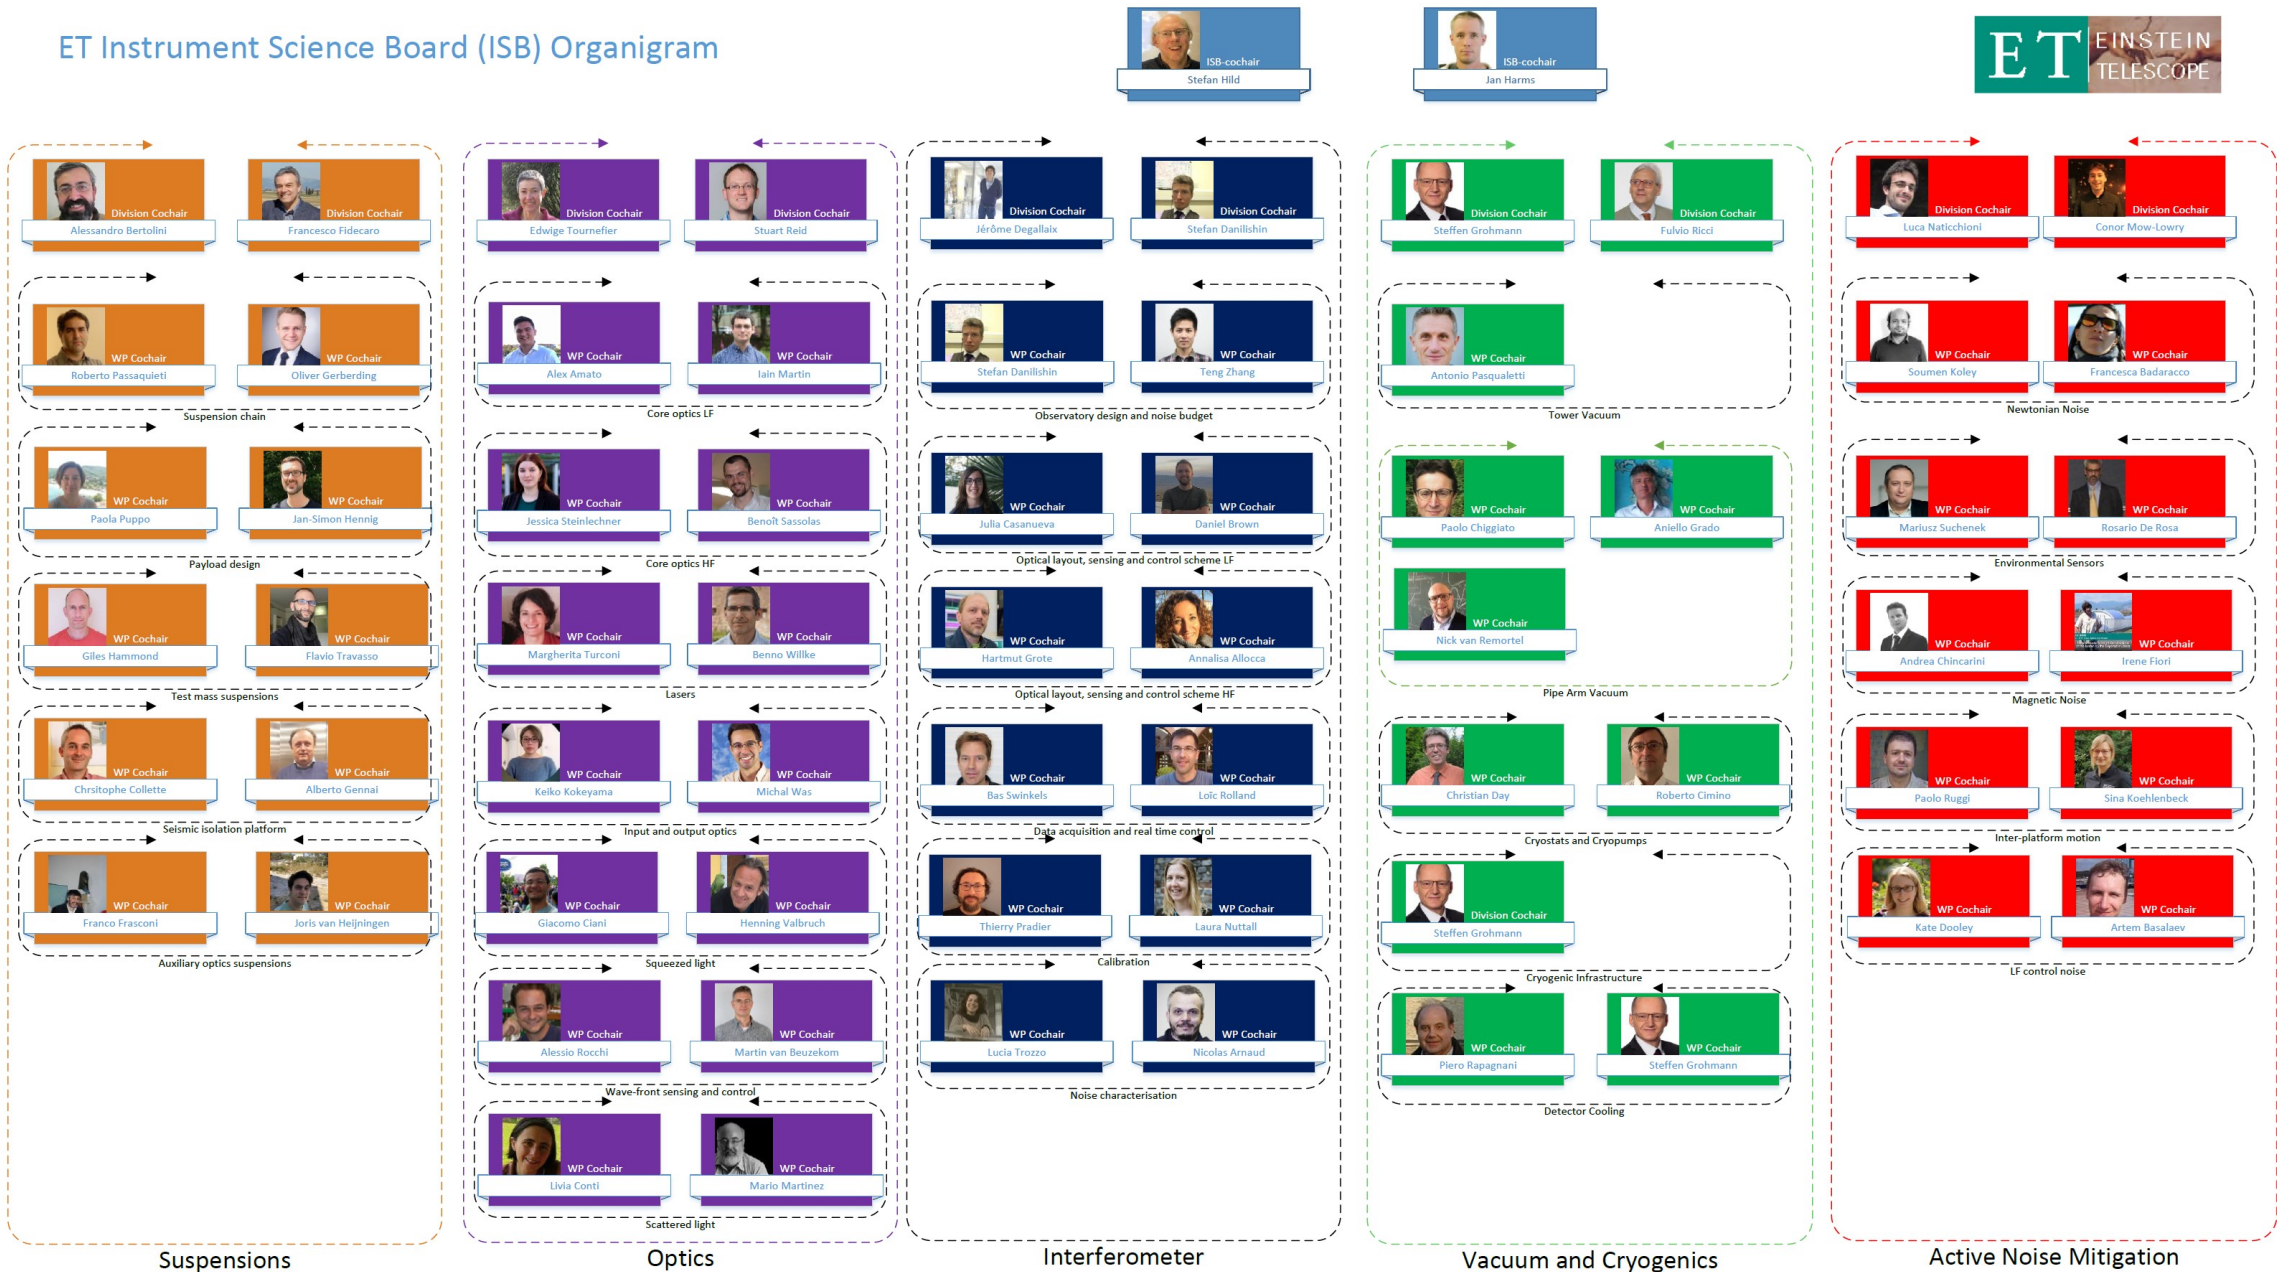 ET Instrument Science Board (ISB) Organigram
ISB-cochair
Stefan Hild
ISB-cochair
Jan Harms
ET EINSTEIN
TELESCOPE
Division Cochair
Alessandro Bertolini
Division Cochair
Francesco Fidecaro
WP Cochair
Roberto Passaquieti
WP Cochair
Oliver Gerberding
Suspension chain
WP Cochair
Paola Puppo
WP Cochair
Jan-Simon Hennig
Payload design
WP Cochair
Giles Hammond
WP Cochair
Flavio Travasso
Test mass suspensions
WP Cochair
Chrsitophe Collette
WP Cochair
Alberto Gennai
Seismic isolation platform
WP Cochair
Franco Frasconi
WP Cochair
Joris van Heijningen
Auxiliary optics suspensions
Suspensions
Division Cochair
Edwige Tournefier
Division Cochair
Stuart Reid
WP Cochair
Alex Amato
WP Cochair
Iain Martin
Core optics LF
WP Cochair
Jessica Steinlechner
WP Cochair
Benoît Sassolas
Core optics HF
WP Cochair
Margherita Turconi
WP Cochair
Benno Willke
Lasers
WP Cochair
Keiko Kokeyama
WP Cochair
Michal Was
Input and output optics
WP Cochair
Giacomo Ciani
WP Cochair
Henning Valbruch
Squeezed light
WP Cochair
Alessio Rocchi
WP Cochair
Martin van Beuzekom
Wave-front sensing and control
WP Cochair
Livia Conti
WP Cochair
Mario Martinez
Scattered light
Optics
Division Cochair
Jérôme Degallaix
Division Cochair
Stefan Danilishin
WP Cochair
Stefan Danilishin
WP Cochair
Teng Zhang
Observatory design and noise budget
WP Cochair
Julia Casanueva
WP Cochair
Daniel Brown
Optical layout, sensing and control scheme LF
WP Cochair
Hartmut Grote
WP Cochair
Annalisa Allocca
Optical layout, sensing and control scheme HF
WP Cochair
Bas Swinkels
WP Cochair
Loïc Rolland
Data acquisition and real time control
WP Cochair
Thierry Pradier
WP Cochair
Laura Nuttall
Calibration
WP Cochair
Lucia Trozzo
WP Cochair
Nicolas Arnaud
Noise characterisation
Interferometer
Division Cochair
Steffen Grohmann
Division Cochair
Fulvio Ricci
WP Cochair
Antonio Pasqualetti
Tower Vacuum
WP Cochair
Paolo Chiggiato
WP Cochair
Aniello Grado
WP Cochair
Nick van Remortel
Pipe Arm Vacuum
WP Cochair
Christian Day
WP Cochair
Roberto Cimino
Cryostats and Cryopumps
Division Cochair
Steffen Grohmann
Cryogenic Infrastructure
WP Cochair
Piero Rapagnani
WP Cochair
Steffen Grohmann
Detector Cooling
Vacuum and Cryogenics
Division Cochair
Luca Naticchioni
Division Cochair
Conor Mow-Lowry
WP Cochair
Soumen Koley
WP Cochair
Francesca Badaracco
Newtonian Noise
WP Cochair
Mariusz Suchenek
WP Cochair
Rosario De Rosa
Environmental Sensors
WP Cochair
Andrea Chincarini
WP Cochair
Irene Fiori
Magnetic Noise
WP Cochair
Paolo Ruggi
WP Cochair
Sina Koehlenbeck
Inter-platform motion
WP Cochair
Kate Dooley
WP Cochair
Artem Basalaev
LF control noise
Active Noise Mitigation